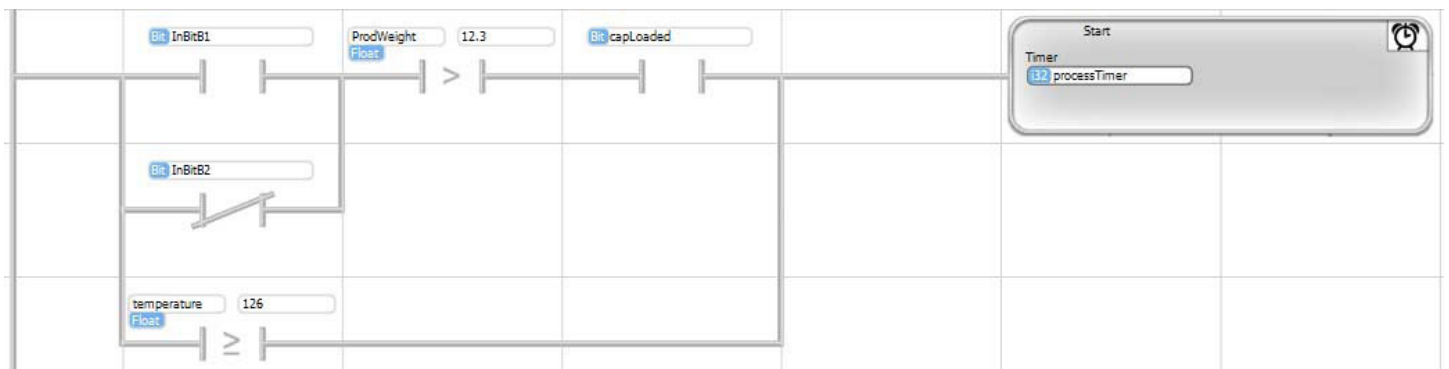 Bit InBitB1
ProdWeight 12.3
Float
>
Bit capLoaded
Start
Timer
i32 processTimer
Bit InBitB2
temperature 126
Float
≥